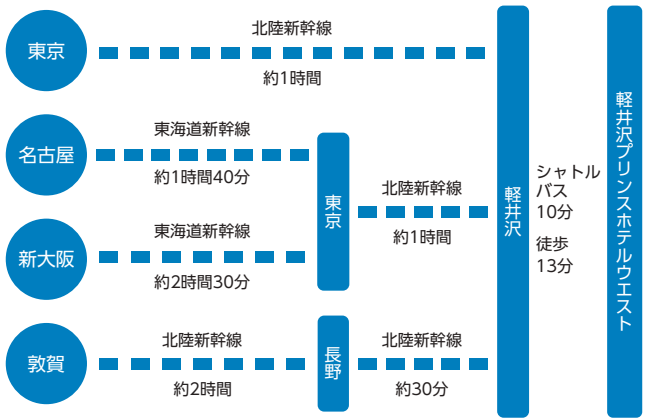 東京
北陸新幹線
約1時間
名古屋
東海道新幹線
約1時間40分
新大阪
東海道新幹線
約2時間30分
東京
北陸新幹線
約1時間
敦賀
北陸新幹線
約2時間
長野
北陸新幹線
約30分
軽井沢
シャトル
バス
10分
徒歩
13分
軽井沢プリンスホテルウエスト